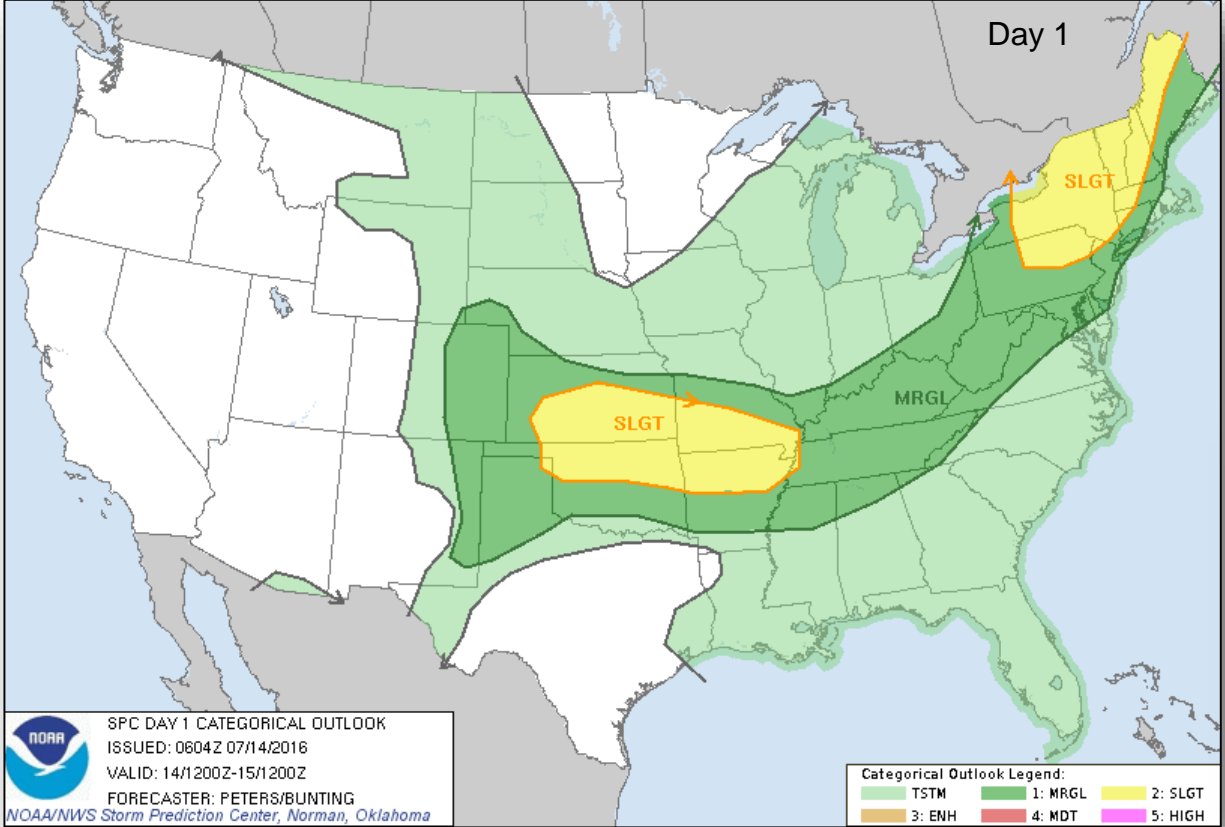 Day 1
SLGT
MRGL
SLGT
NOAA
SPC DAY 1 CATEGORICAL OUTLOOK
ISSUED: 0604Z 07/14/2016
VALID: 14/1200Z-15/1200Z
FORECASTER: PETERS/BUNTING
NOAA/NWS Storm Prediction Center, Norman, Oklahoma
Categorical Outlook Legend:
TSTM 1: MRGL 2: SLGT
3: ENH 4: MDT 5: HIGH